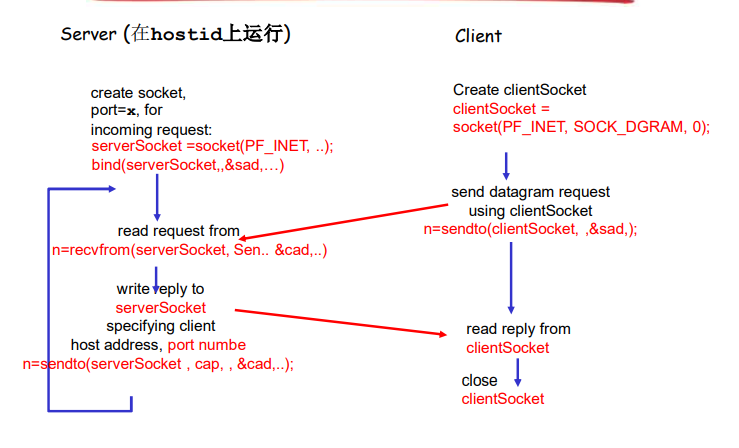 Server (在hostid上运行)
create socket,
port=x, for
incoming request:
serverSocket =socket(PF_INET, ..);
bind(serverSocket,,&sad,…)
read request from
n=recvfrom(serverSocket, Sen.. &cad,..)
write reply to
serverSocket
specifying client
host address, port numbe
n=sendto(serverSocket , cap, , &cad,..);
Client
Create clientSocket
clientSocket =
socket(PF_INET, SOCK_DGRAM, 0);
send datagram request
using clientSocket
n=sendto(clientSocket, ,&sad,);
read reply from
clientSocket
close
clientSocket